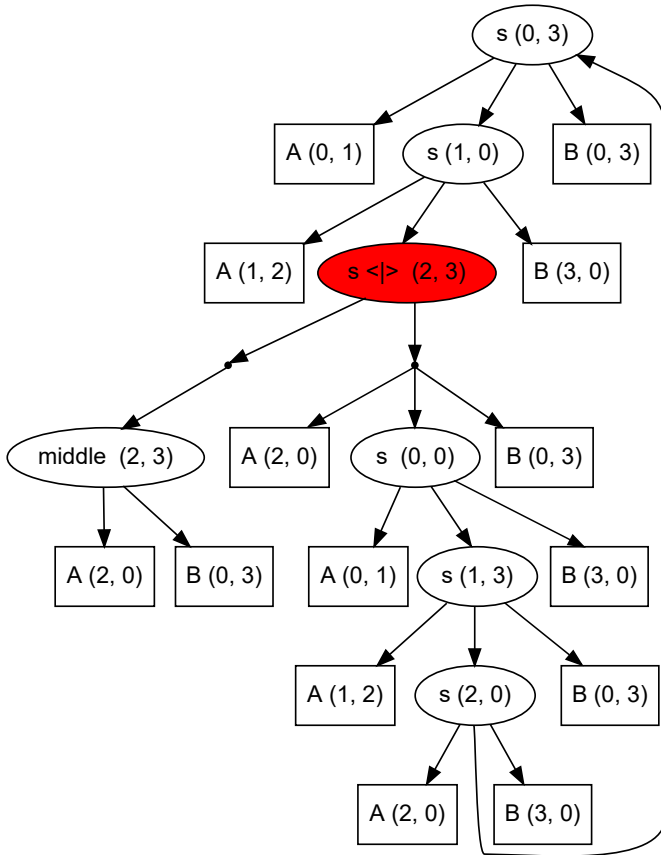 s (0, 3)
A (0, 1)
s (1, 0)
B (0, 3)
A (1, 2)
s <|> (2, 3)
B (3, 0)
middle (2, 3)
A (2, 0)
s (0, 0)
B (0, 3)
A (2, 0)
B (0, 3)
A (0, 1)
s (1, 3)
B (3, 0)
A (1, 2)
s (2, 0)
B (0, 3)
A (2, 0)
B (3, 0)